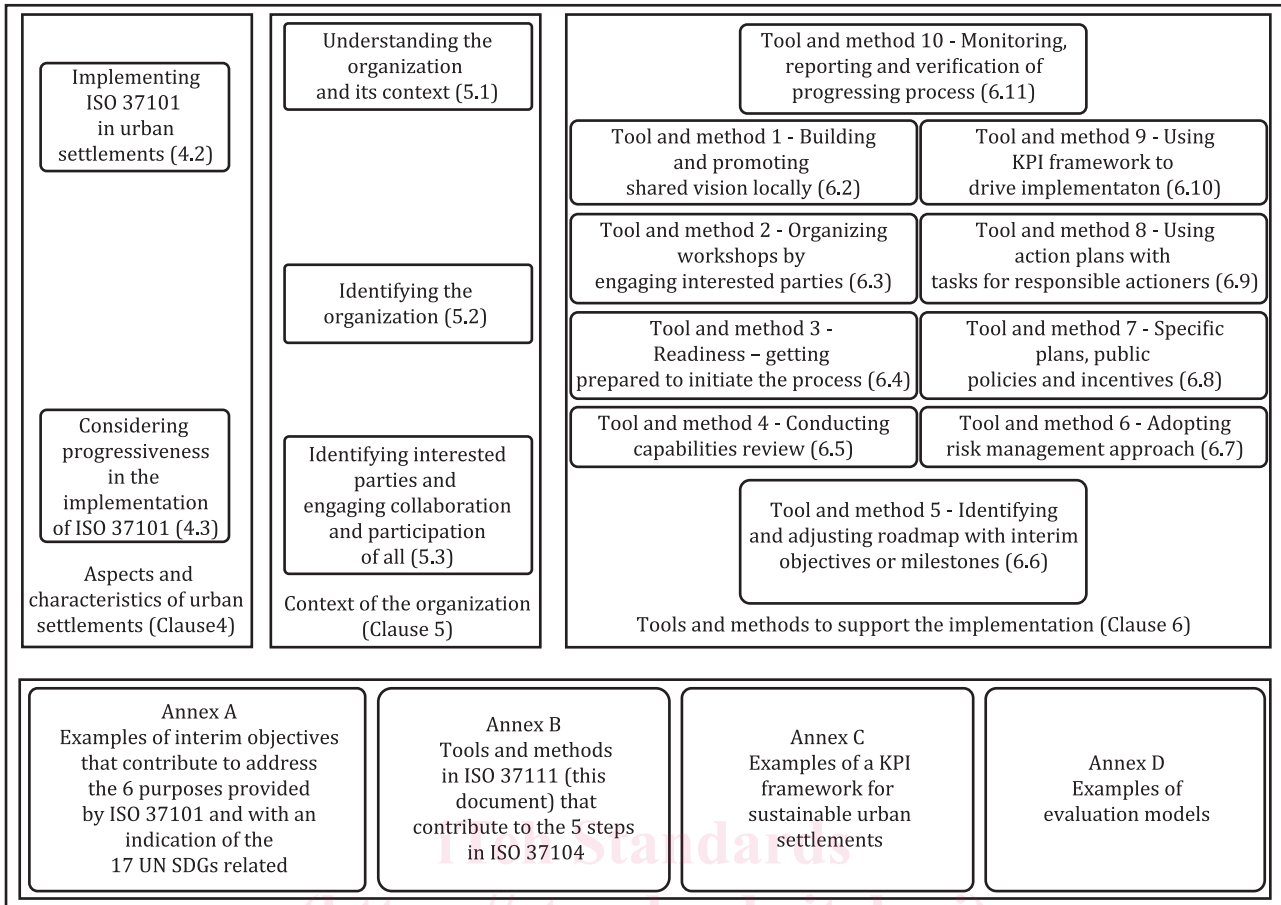 Implementing
ISO 37101
in urban
settlements (4.2)
Considering
progressiveness
in the
implementation
of ISO 37101 (4.3)
Aspects and
characteristics of urban
settlements (Clause4)
Understanding the
organization
and its context (5.1)
Identifying the
organization (5.2)
Identifying interested
parties and
engaging collaboration
and participation
of all (5.3)
Context of the organization
(Clause 5)
Tool and method 10 - Monitoring,
reporting and verification of
progressing process (6.11)
Tool and method 1 - Building
and promoting
shared vision locally (6.2)
Tool and method 9 - Using
KPI framework to
drive implementaton (6.10)
Tool and method 2 - Organizing
workshops by
engaging interested parties (6.3)
Tool and method 8 - Using
action plans with
tasks for responsible actioners (6.9)
Tool and method 3 -
Readiness – getting
prepared to initiate the process (6.4)
Tool and method 7 - Specific
plans, public
policies and incentives (6.8)
Tool and method 4 - Conducting
capabilities review (6.5)
Tool and method 6 - Adopting
risk management approach (6.7)
Tool and method 5 - Identifying
and adjusting roadmap with interim
objectives or milestones (6.6)
Tools and methods to support the implementation (Clause 6)
Annex A
Examples of interim objectives
that contribute to address
the 6 purposes provided
by ISO 37101 and with an
indication of the
17 UN SDGs related
Annex B
Tools and methods
in ISO 37111 (this
document) that
contribute to the 5 steps
in ISO 37104
Annex C
Examples of a KPI
framework for
sustainable urban
settlements
Annex D
Examples of
evaluation models
iTeh Standards